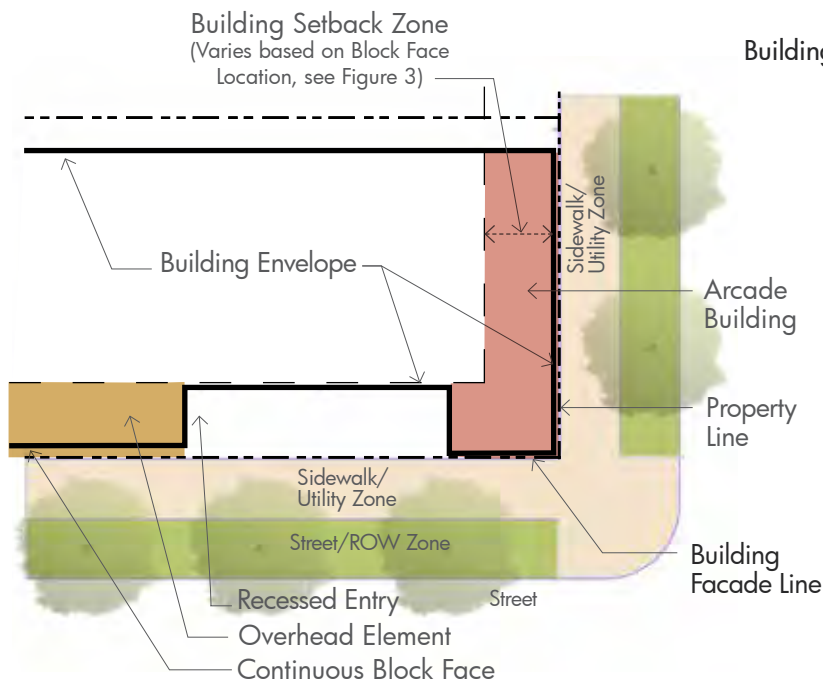 Building Setback Zone
(Varies based on Block Face
Location, see Figure 3)
Building
Sidewalk/
Utility Zone
Building Envelope
Arcade
Building
Property
Line
Sidewalk/
Utility Zone
Street/ROW Zone
Building
Facade Line
Recessed Entry
Street
Overhead Element
Continuous Block Face